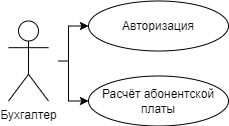 Авторизация
Бухгалтер
Расчёт абонентской
платы